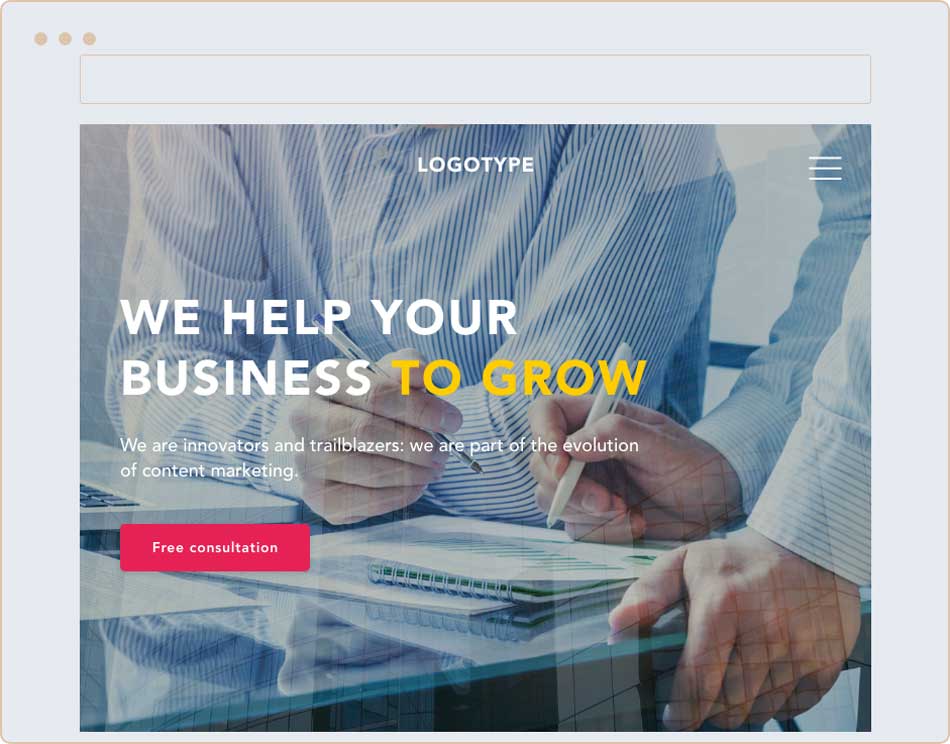 LOGOTYPE
WE HELP YOUR
BUSINESS TO GROW
We are innovators and trailblazers: we are part of the evolution
of content marketing.
Free consultation